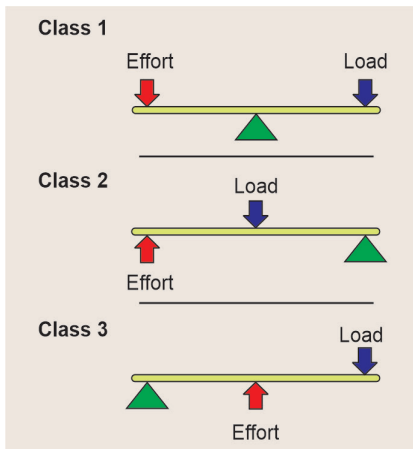 Class 1
Effort Load
Class 2
Load
Effort
Class 3
Load
Effort